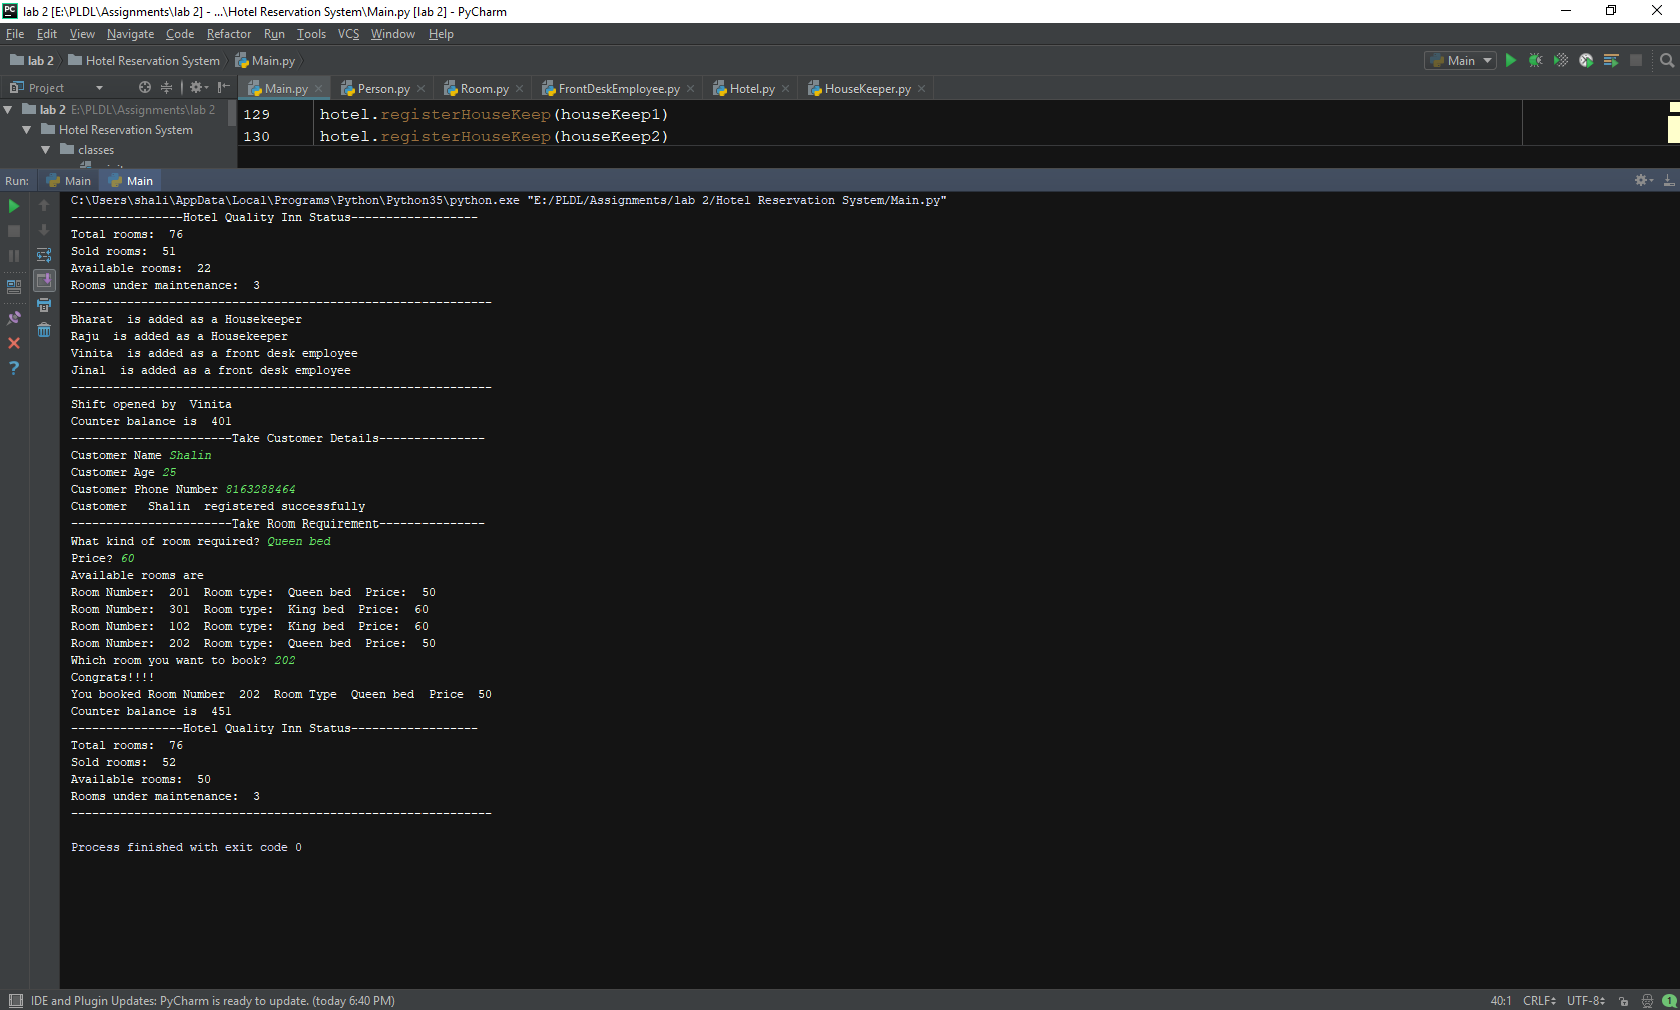 PC lab 2 [E:\PLDL\Assignments\lab 2] - ...\Hotel Reservation System\Main.py [lab 2] - PyCharm
File Edit View Navigate Code Refactor Run Tools VCS Window Help
lab 2 Hotel Reservation System Main.py Main
Project Main.py Person.py Room.py FrontDeskEmployee.py Hotel.py HouseKeeper.py
lab 2 E:\PLDL\Assignments\lab 2
Hotel Reservation System
classes
129 hotel.registerHouseKeep(houseKeep1)
130 hotel.registerHouseKeep(houseKeep2)
Run: Main Main
C:\Users\shali\AppData\Local\Programs\Python\Python35\python.exe "E:/PLDL/Assignments/lab 2/Hotel Reservation System/Main.py"
----------------Hotel Quality Inn Status------------------
Total rooms:  76
Sold rooms:  51
Available rooms:  22
Rooms under maintenance:  3
------------------------------------------------------------
Bharat  is added as a Housekeeper
Raju  is added as a Housekeeper
Vinita  is added as a front desk employee
Jinal  is added as a front desk employee
------------------------------------------------------------
Shift opened by  Vinita
Counter balance is  401
-----------------------Take Customer Details---------------
Customer Name Shalin
Customer Age 25
Customer Phone Number 8163288464
Customer   Shalin  registered successfully
-----------------------Take Room Requirement---------------
What kind of room required? Queen bed
Price? 60
Available rooms are
Room Number:  201  Room type:  Queen bed  Price:  50
Room Number:  301  Room type:  King bed  Price:  60
Room Number:  102  Room type:  King bed  Price:  60
Room Number:  202  Room type:  Queen bed  Price:  50
Which room you want to book? 202
Congrats!!!!
You booked Room Number  202  Room Type  Queen bed  Price  50
Counter balance is  451
----------------Hotel Quality Inn Status------------------
Total rooms:  76
Sold rooms:  52
Available rooms:  50
Rooms under maintenance:  3
------------------------------------------------------------
Process finished with exit code 0
IDE and Plugin Updates: PyCharm is ready to update. (today 6:40 PM) 40:1 CRLF UTF-8 1